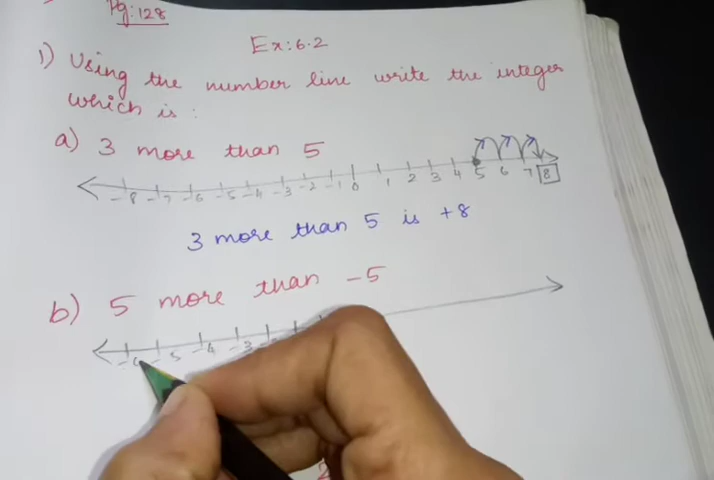 Pg: 128
Ex: 6.2
1) Using the number line write the integer
which is :
a) 3 more than 5
-8 -7 -6 -5 -4 -3 -2 -1 0 1 2 3 4 5 6 7 8
3 more than 5 is +8
b) 5 more than -5
-6 -5 -4 -3